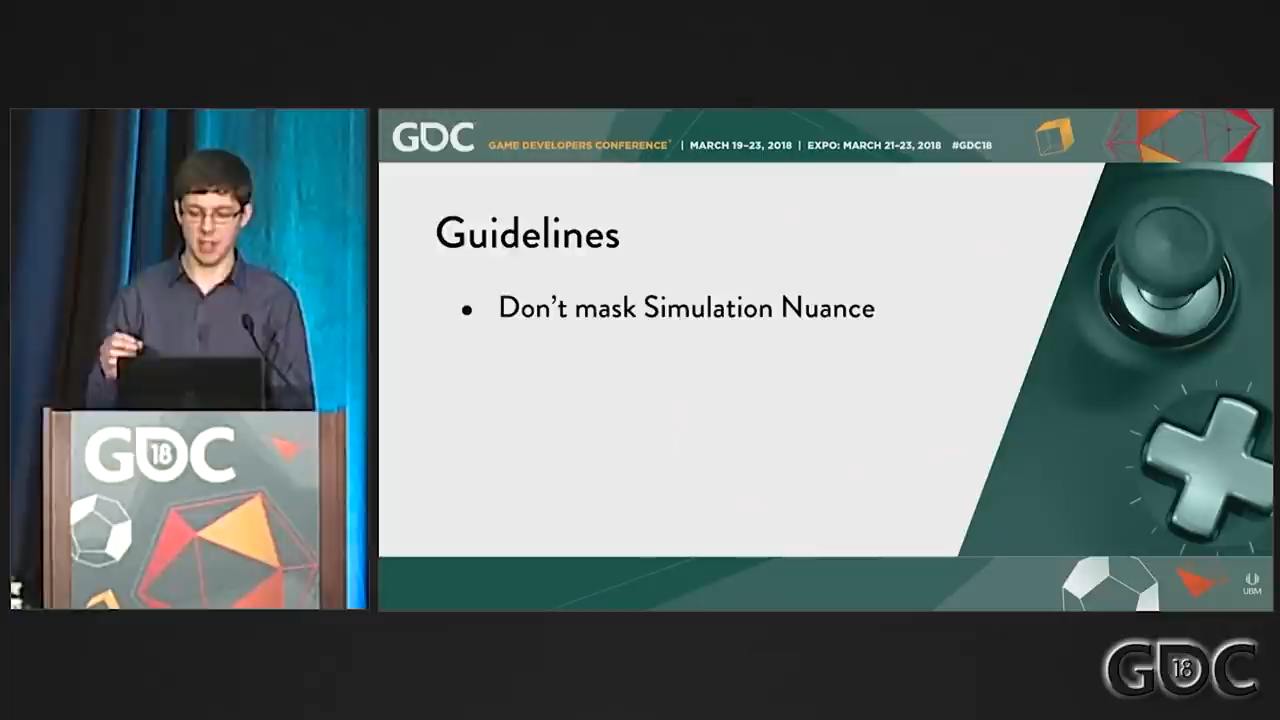 GDC GAME DEVELOPERS CONFERENCE | MARCH 19–23, 2018 | EXPO: MARCH 21–23, 2018 #GDC18
Guidelines
• Don't mask Simulation Nuance
GDC
18
UBM
GDC
18